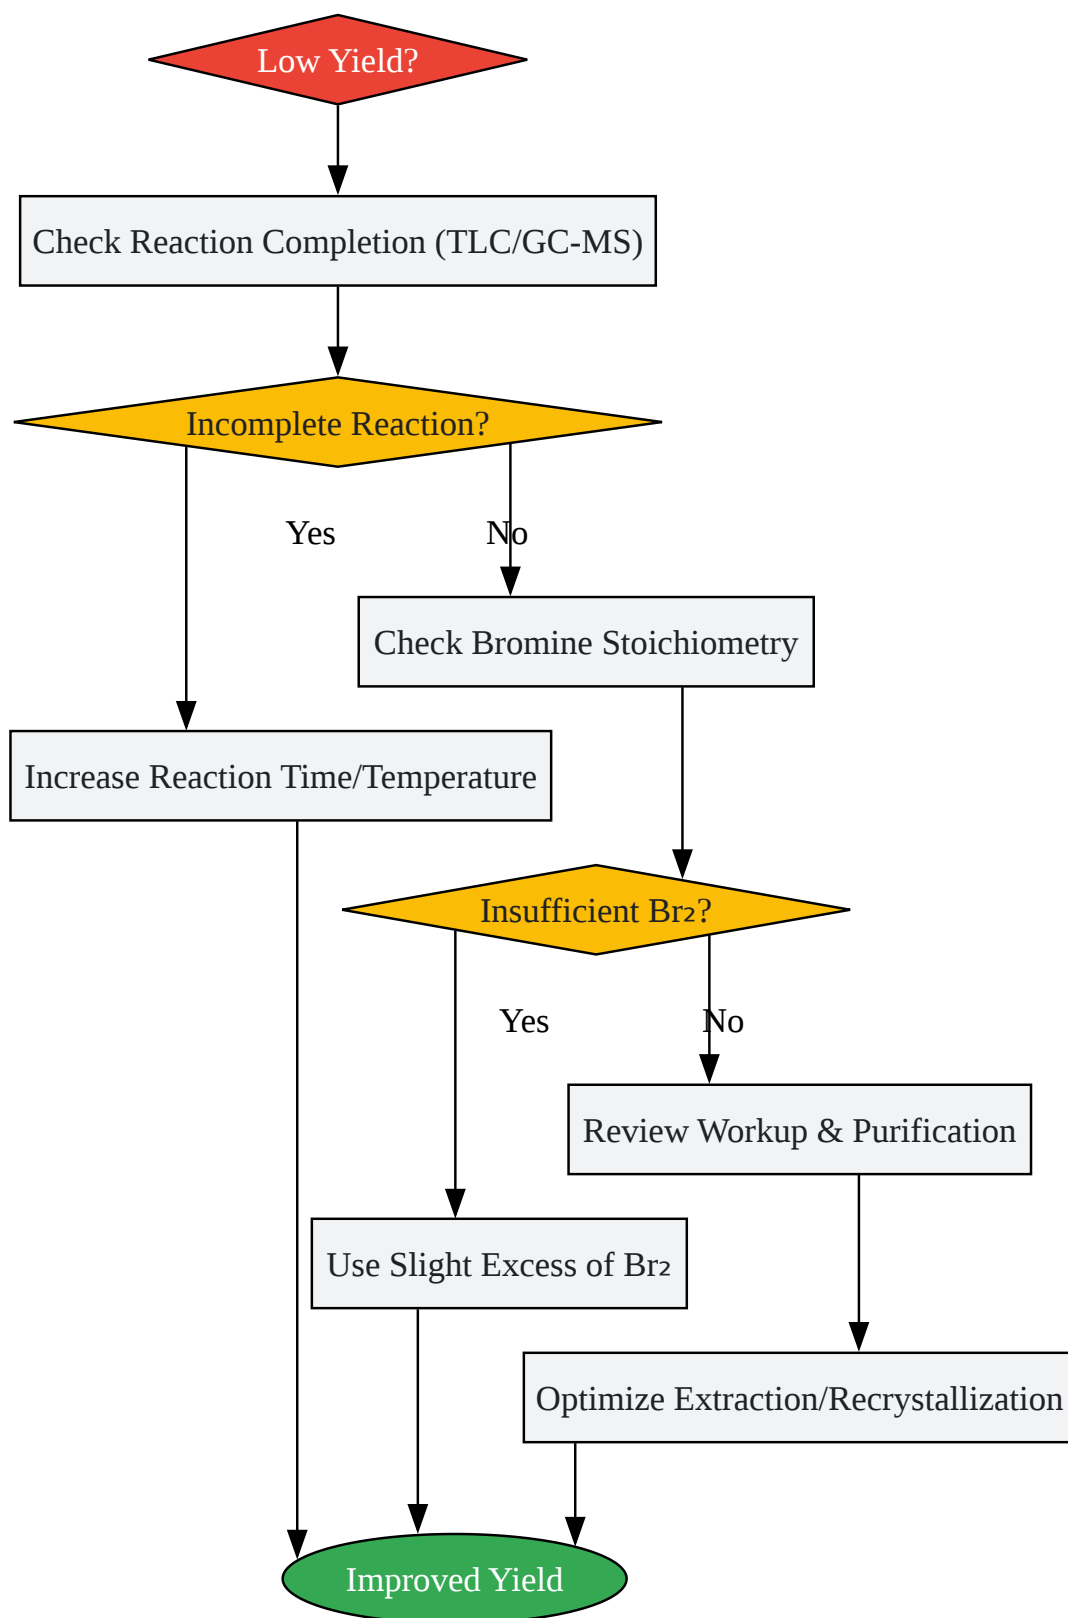 Low Yield?
Check Reaction Completion (TLC/GC-MS)
Incomplete Reaction?
Yes
No
Check Bromine Stoichiometry
Increase Reaction Time/Temperature
Insufficient Br₂?
Yes
No
Review Workup & Purification
Use Slight Excess of Br₂
Optimize Extraction/Recrystallization
Improved Yield